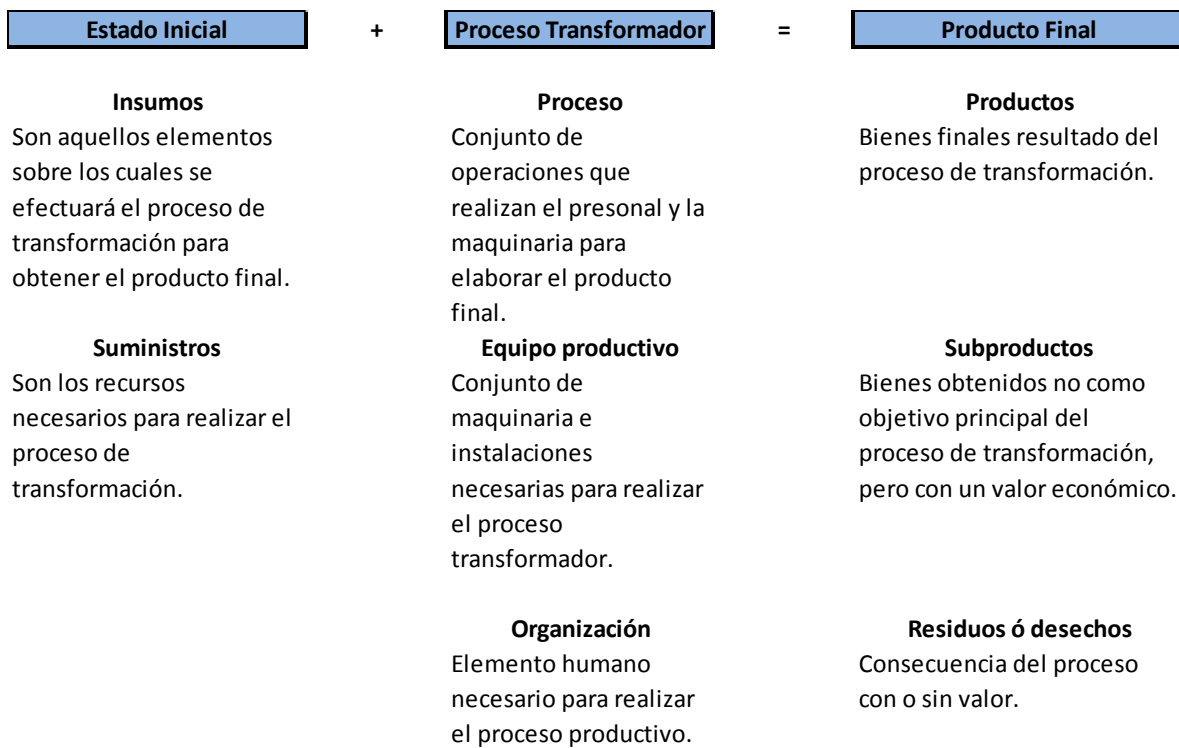 Estado Inicial + Proceso Transformador = Producto Final
Insumos
Son aquellos elementos
sobre los cuales se
efectuará el proceso de
transformación para
obtener el producto final.
Suministros
Son los recursos
necesarios para realizar el
proceso de
transformación.
Proceso
Conjunto de
operaciones que
realizan el presonal y la
maquinaria para
elaborar el producto
final.
Equipo productivo
Conjunto de
maquinaria e
instalaciones
necesarias para realizar
el proceso
transformador.
Organización
Elemento humano
necesario para realizar
el proceso productivo.
Productos
Bienes finales resultado del
proceso de transformación.
Subproductos
Bienes obtenidos no como
objetivo principal del
proceso de transformación,
pero con un valor económico.
Residuos ó desechos
Consecuencia del proceso
con o sin valor.